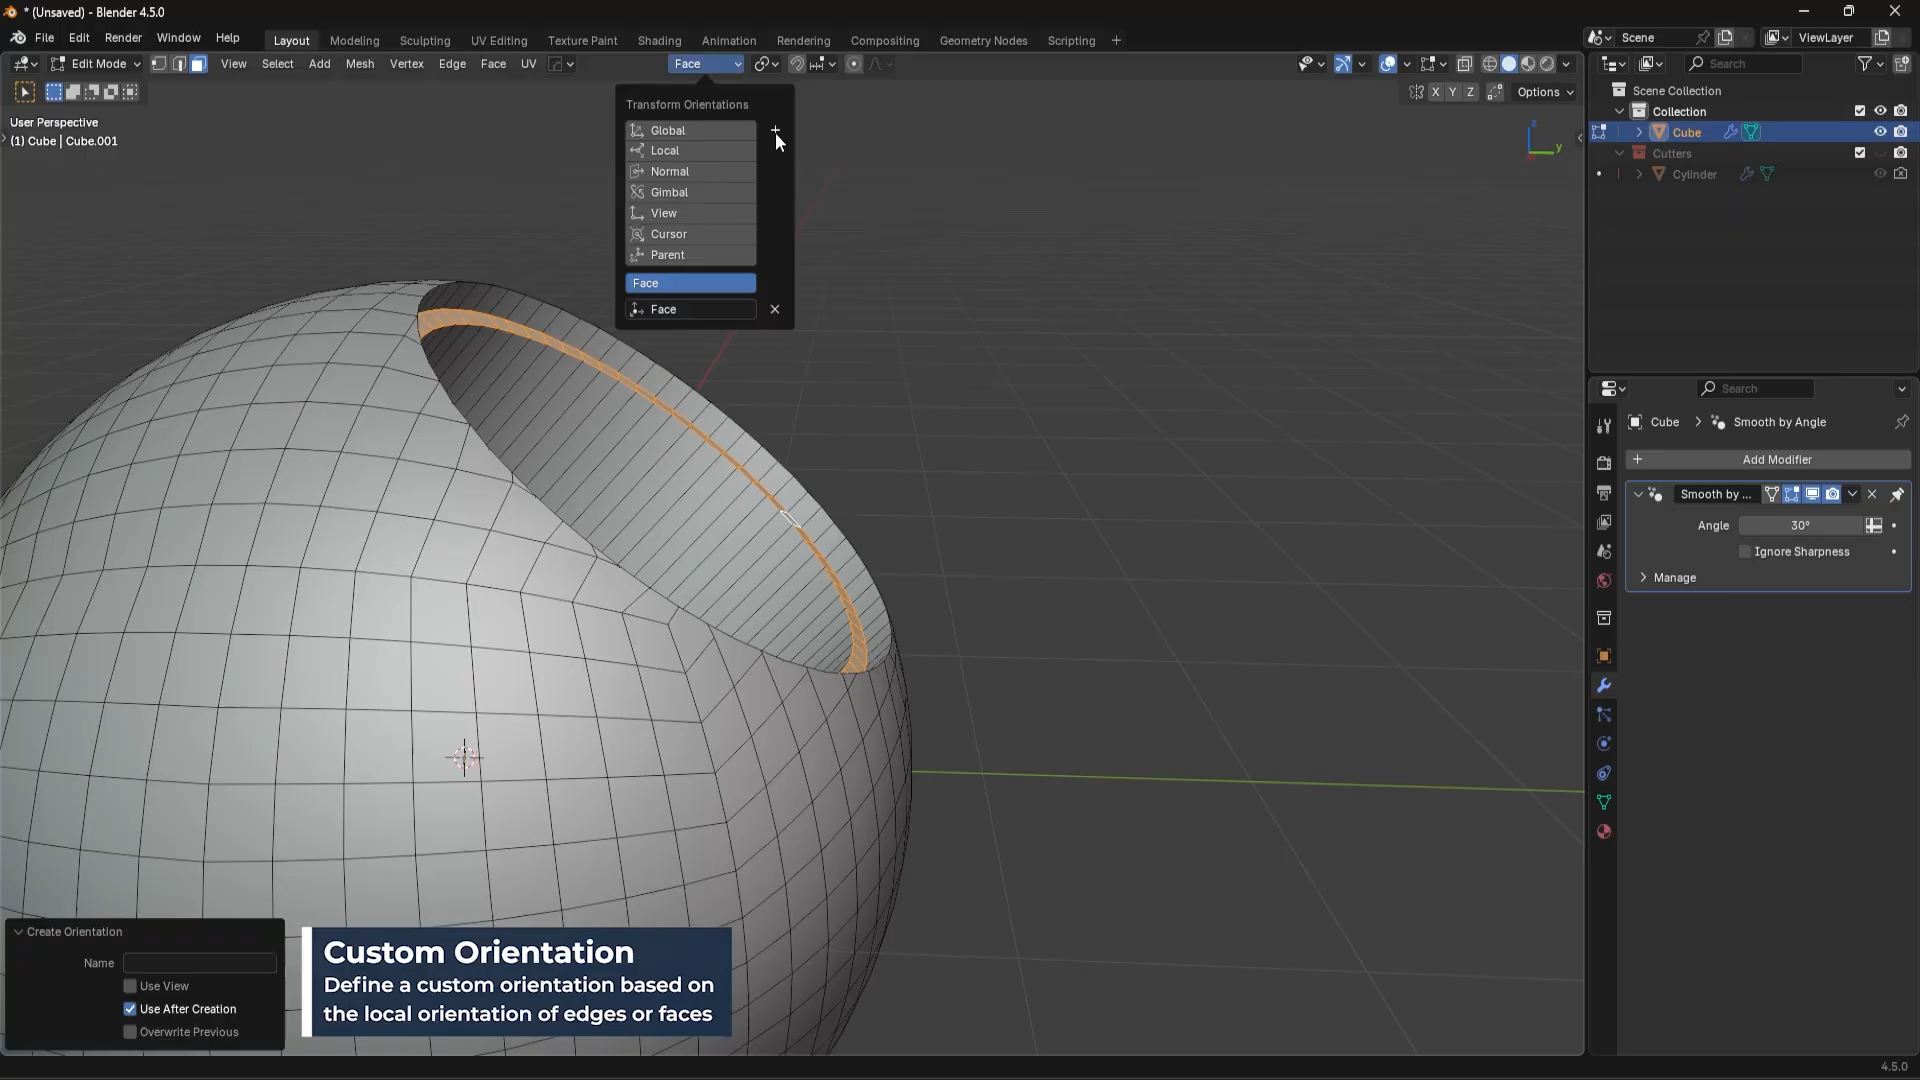 * (Unsaved) - Blender 4.5.0
File Edit Render Window Help
Layout Modeling Sculpting UV Editing Texture Paint Shading Animation Rendering Compositing Geometry Nodes Scripting +
Scene
ViewLayer
Edit Mode View Select Add Mesh Vertex Edge Face UV
Face
Search
X Y Z Options
User Perspective
(1) Cube | Cube.001
Transform Orientations
Global
Local
Normal
Gimbal
View
Cursor
Parent
Face
Face
Z
Y
Scene Collection
Collection
Cube
Cutters
Cylinder
Search
Cube > Smooth by Angle
+ Add Modifier
Smooth by ...
Angle 30°
Ignore Sharpness
Manage
Create Orientation
Name
Use View
Use After Creation
Overwrite Previous
Custom Orientation
Define a custom orientation based on
the local orientation of edges or faces
4.5.0